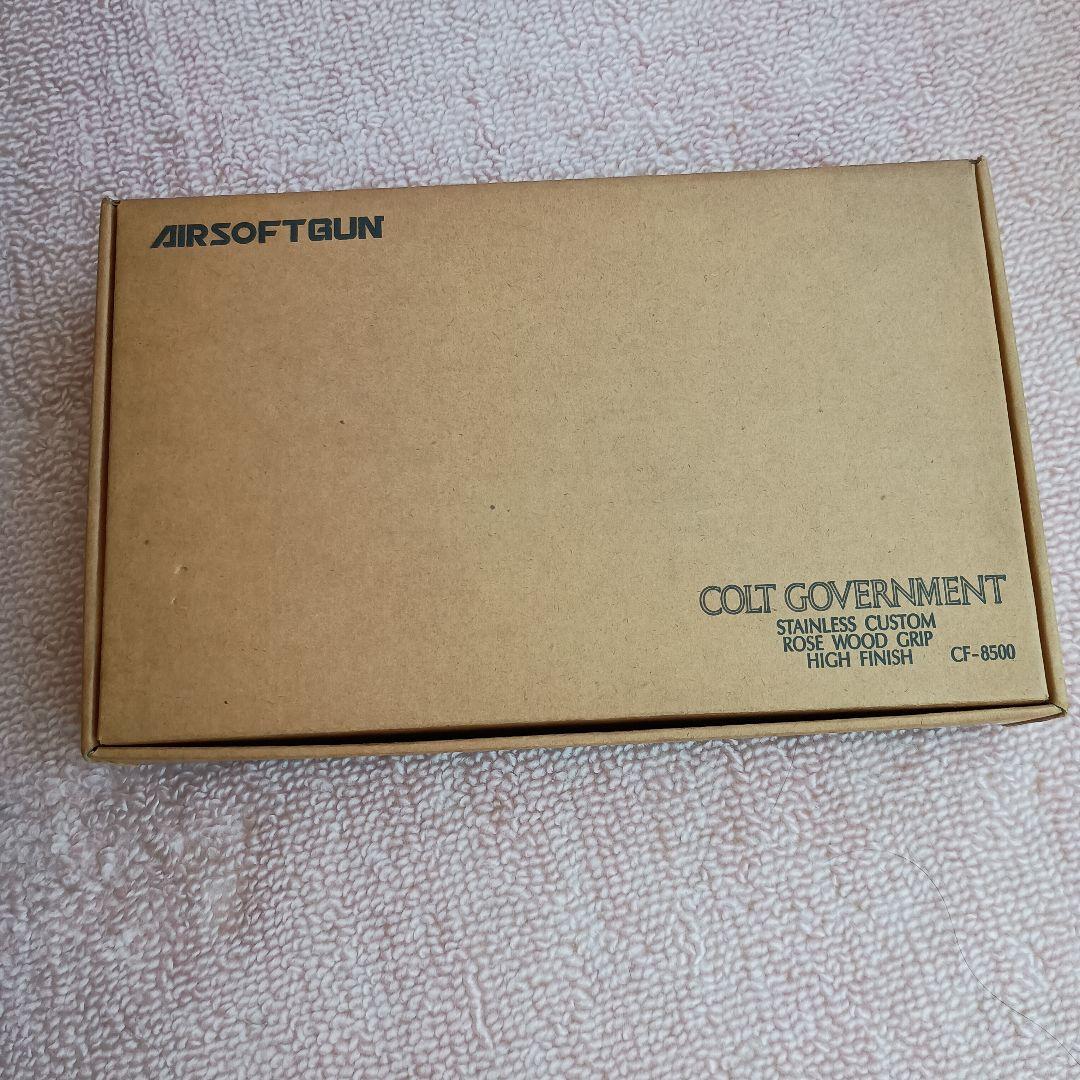 AIRSOFTGUN
COLT GOVERNMENT
STAINLESS CUSTOM
ROSE WOOD GRIP
HIGH FINISH CF-8500